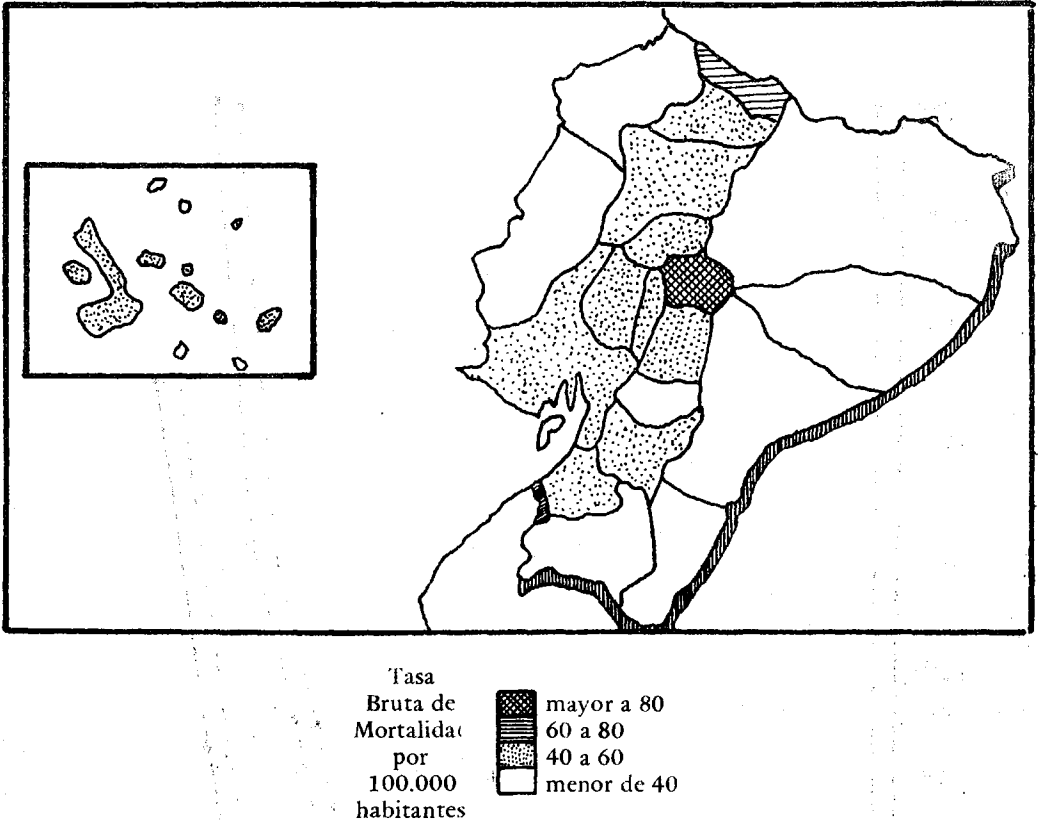 Tasa
Bruta de
Mortalidad
por
100.000
habitantes
mayor a 80
60 a 80
40 a 60
menor de 40